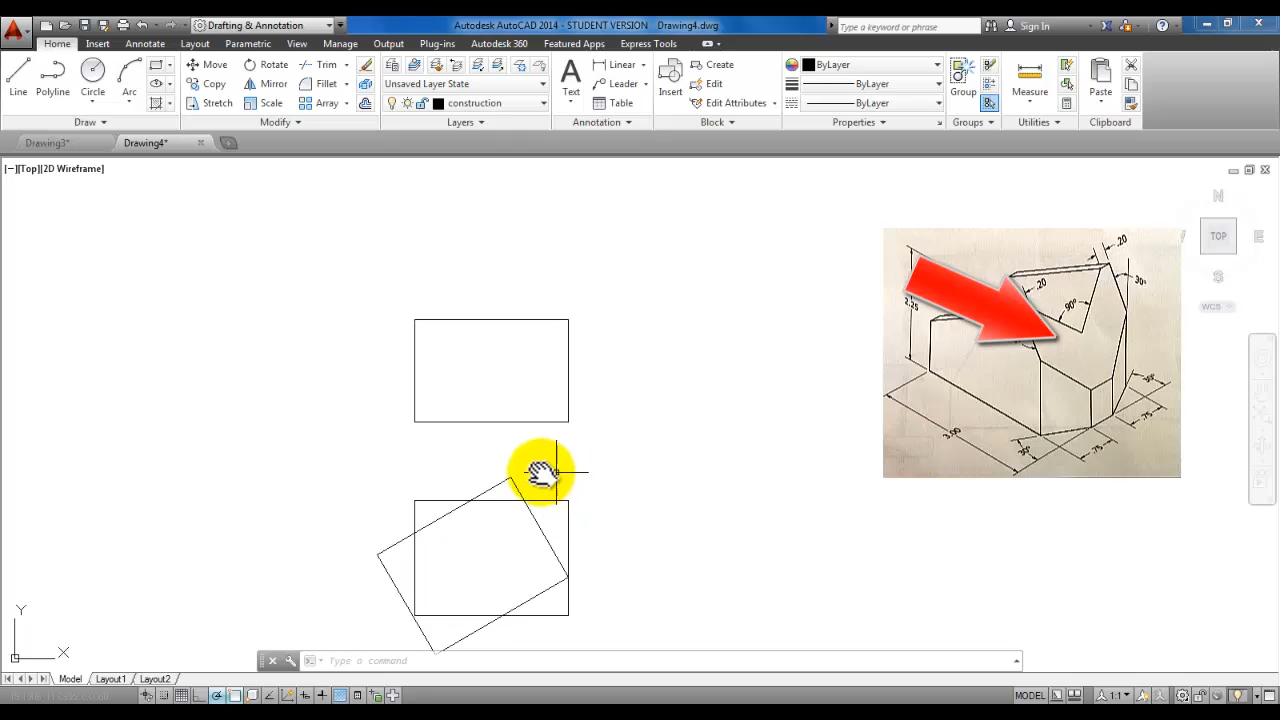 Drafting & Annotation
Autodesk AutoCAD 2014 - STUDENT VERSION Drawing4.dwg
Type a keyword or phrase
Sign In
Home Insert Annotate Layout Parametric View Manage Output Plug-ins Autodesk 360 Featured Apps Express Tools
Line Polyline Circle Arc
Move Rotate Trim
Copy Mirror Fillet
Stretch Scale Array
Text
Linear
Leader
Table
Insert
Create
Edit
Edit Attributes
Unsaved Layer State
construction
ByLayer
ByLayer
ByLayer
Group
Measure
Paste
Draw Modify Layers Annotation Block Properties Groups Utilities Clipboard
Drawing3* Drawing4*
[−][Top][2D Wireframe]
N
TOP
E
S
WCS
.20
.20
30°
90°
2.25
30°
.75
.75
30°
3.00
Y
X
Type a command
Model Layout1 Layout2
MODEL
1:1